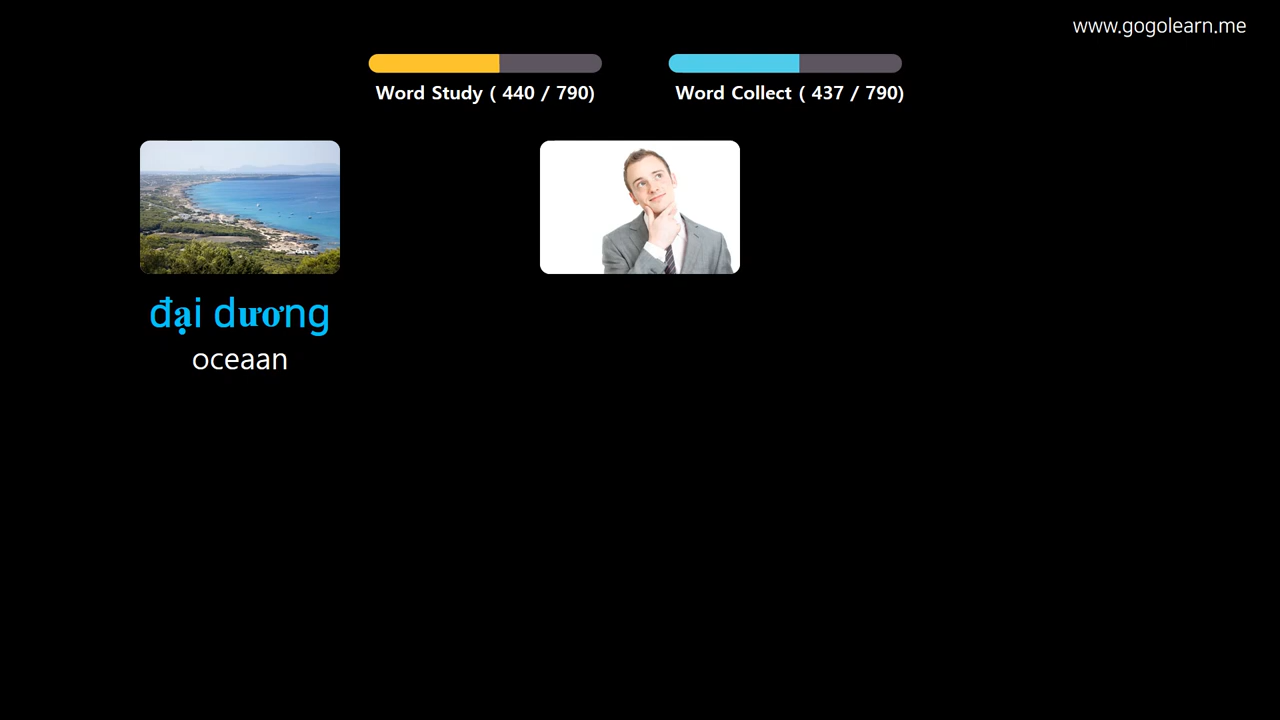 www.gogolearn.me
Word Study ( 440 / 790)
Word Collect ( 437 / 790)
đại dương
oceaan